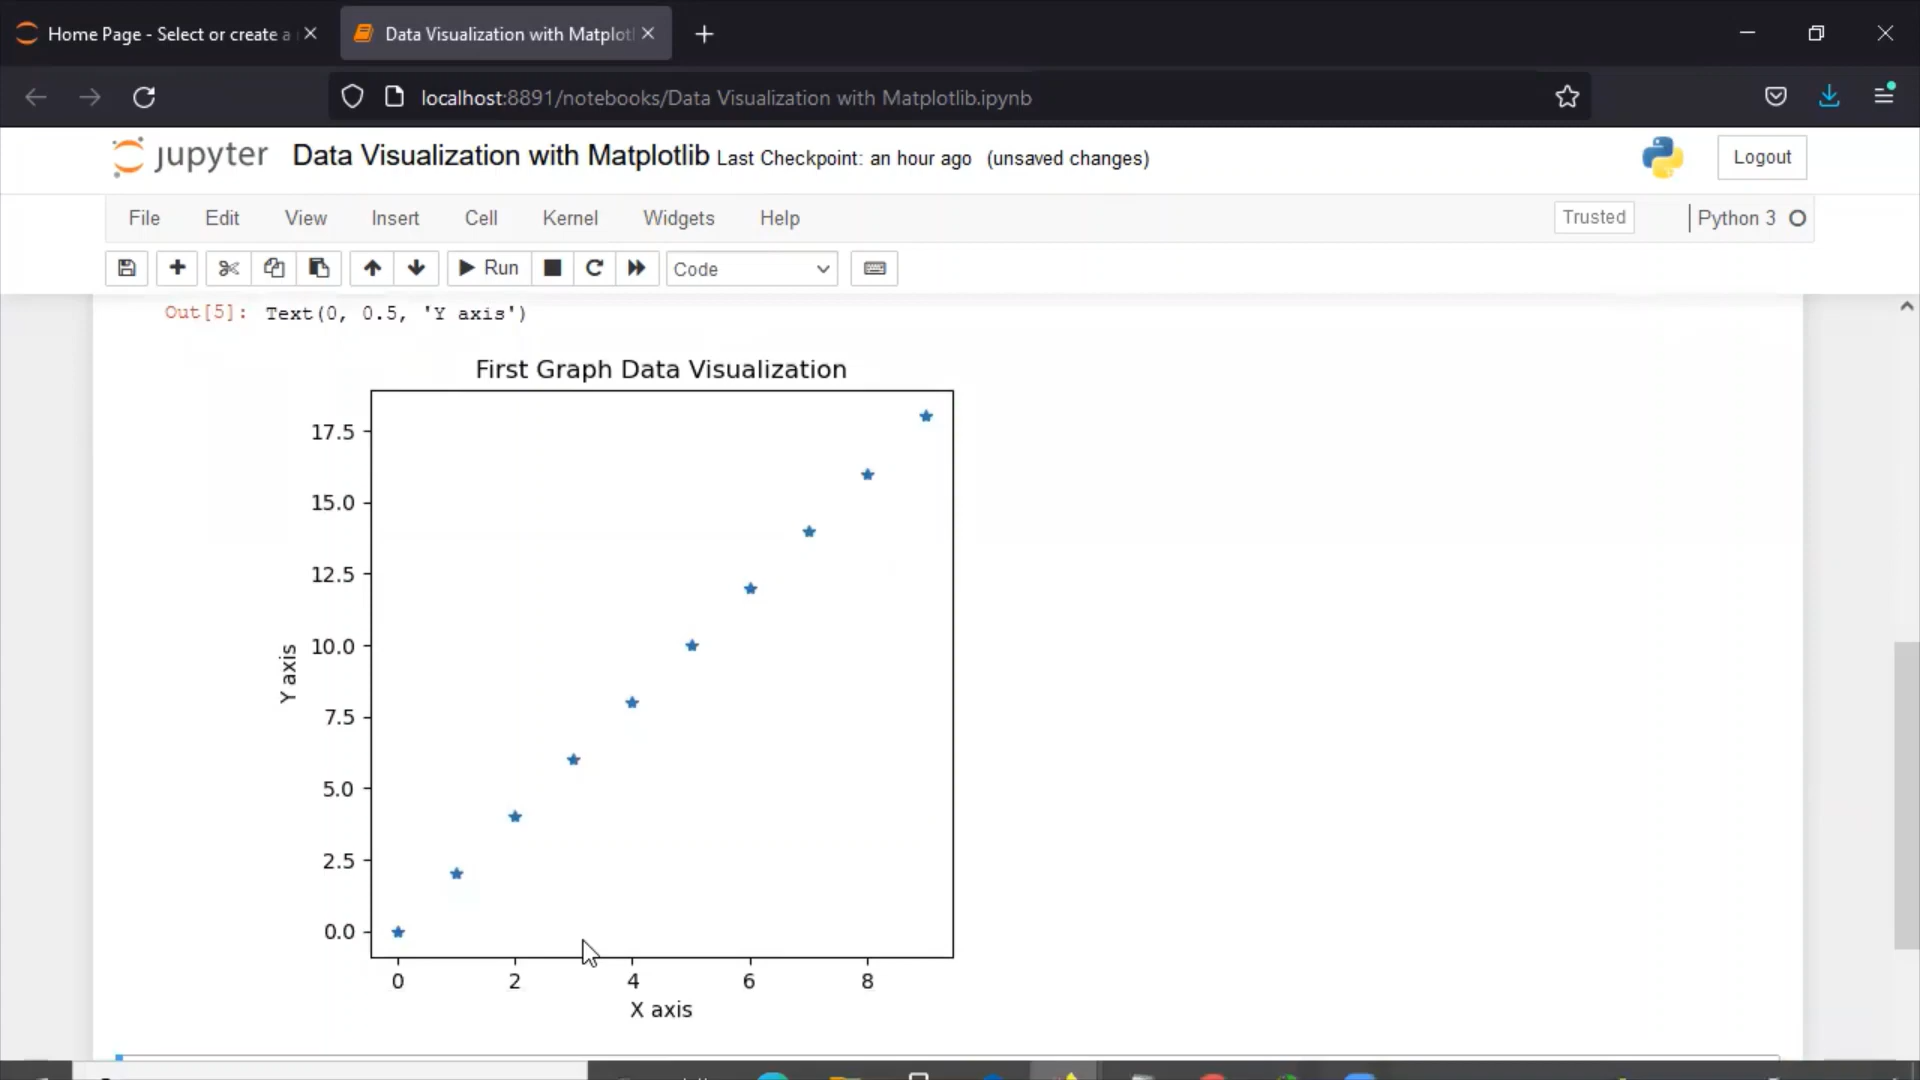 Home Page - Select or create a
Data Visualization with Matplotl
localhost:8891/notebooks/Data Visualization with Matplotlib.ipynb
jupyter Data Visualization with Matplotlib Last Checkpoint: an hour ago (unsaved changes)
Logout
File Edit View Insert Cell Kernel Widgets Help
Trusted
Python 3
Run
Code
Out[5]: Text(0, 0.5, 'Y axis')
First Graph Data Visualization
17.5
15.0
12.5
10.0
7.5
5.0
2.5
0.0
Y axis
0 2 4 6 8
X axis